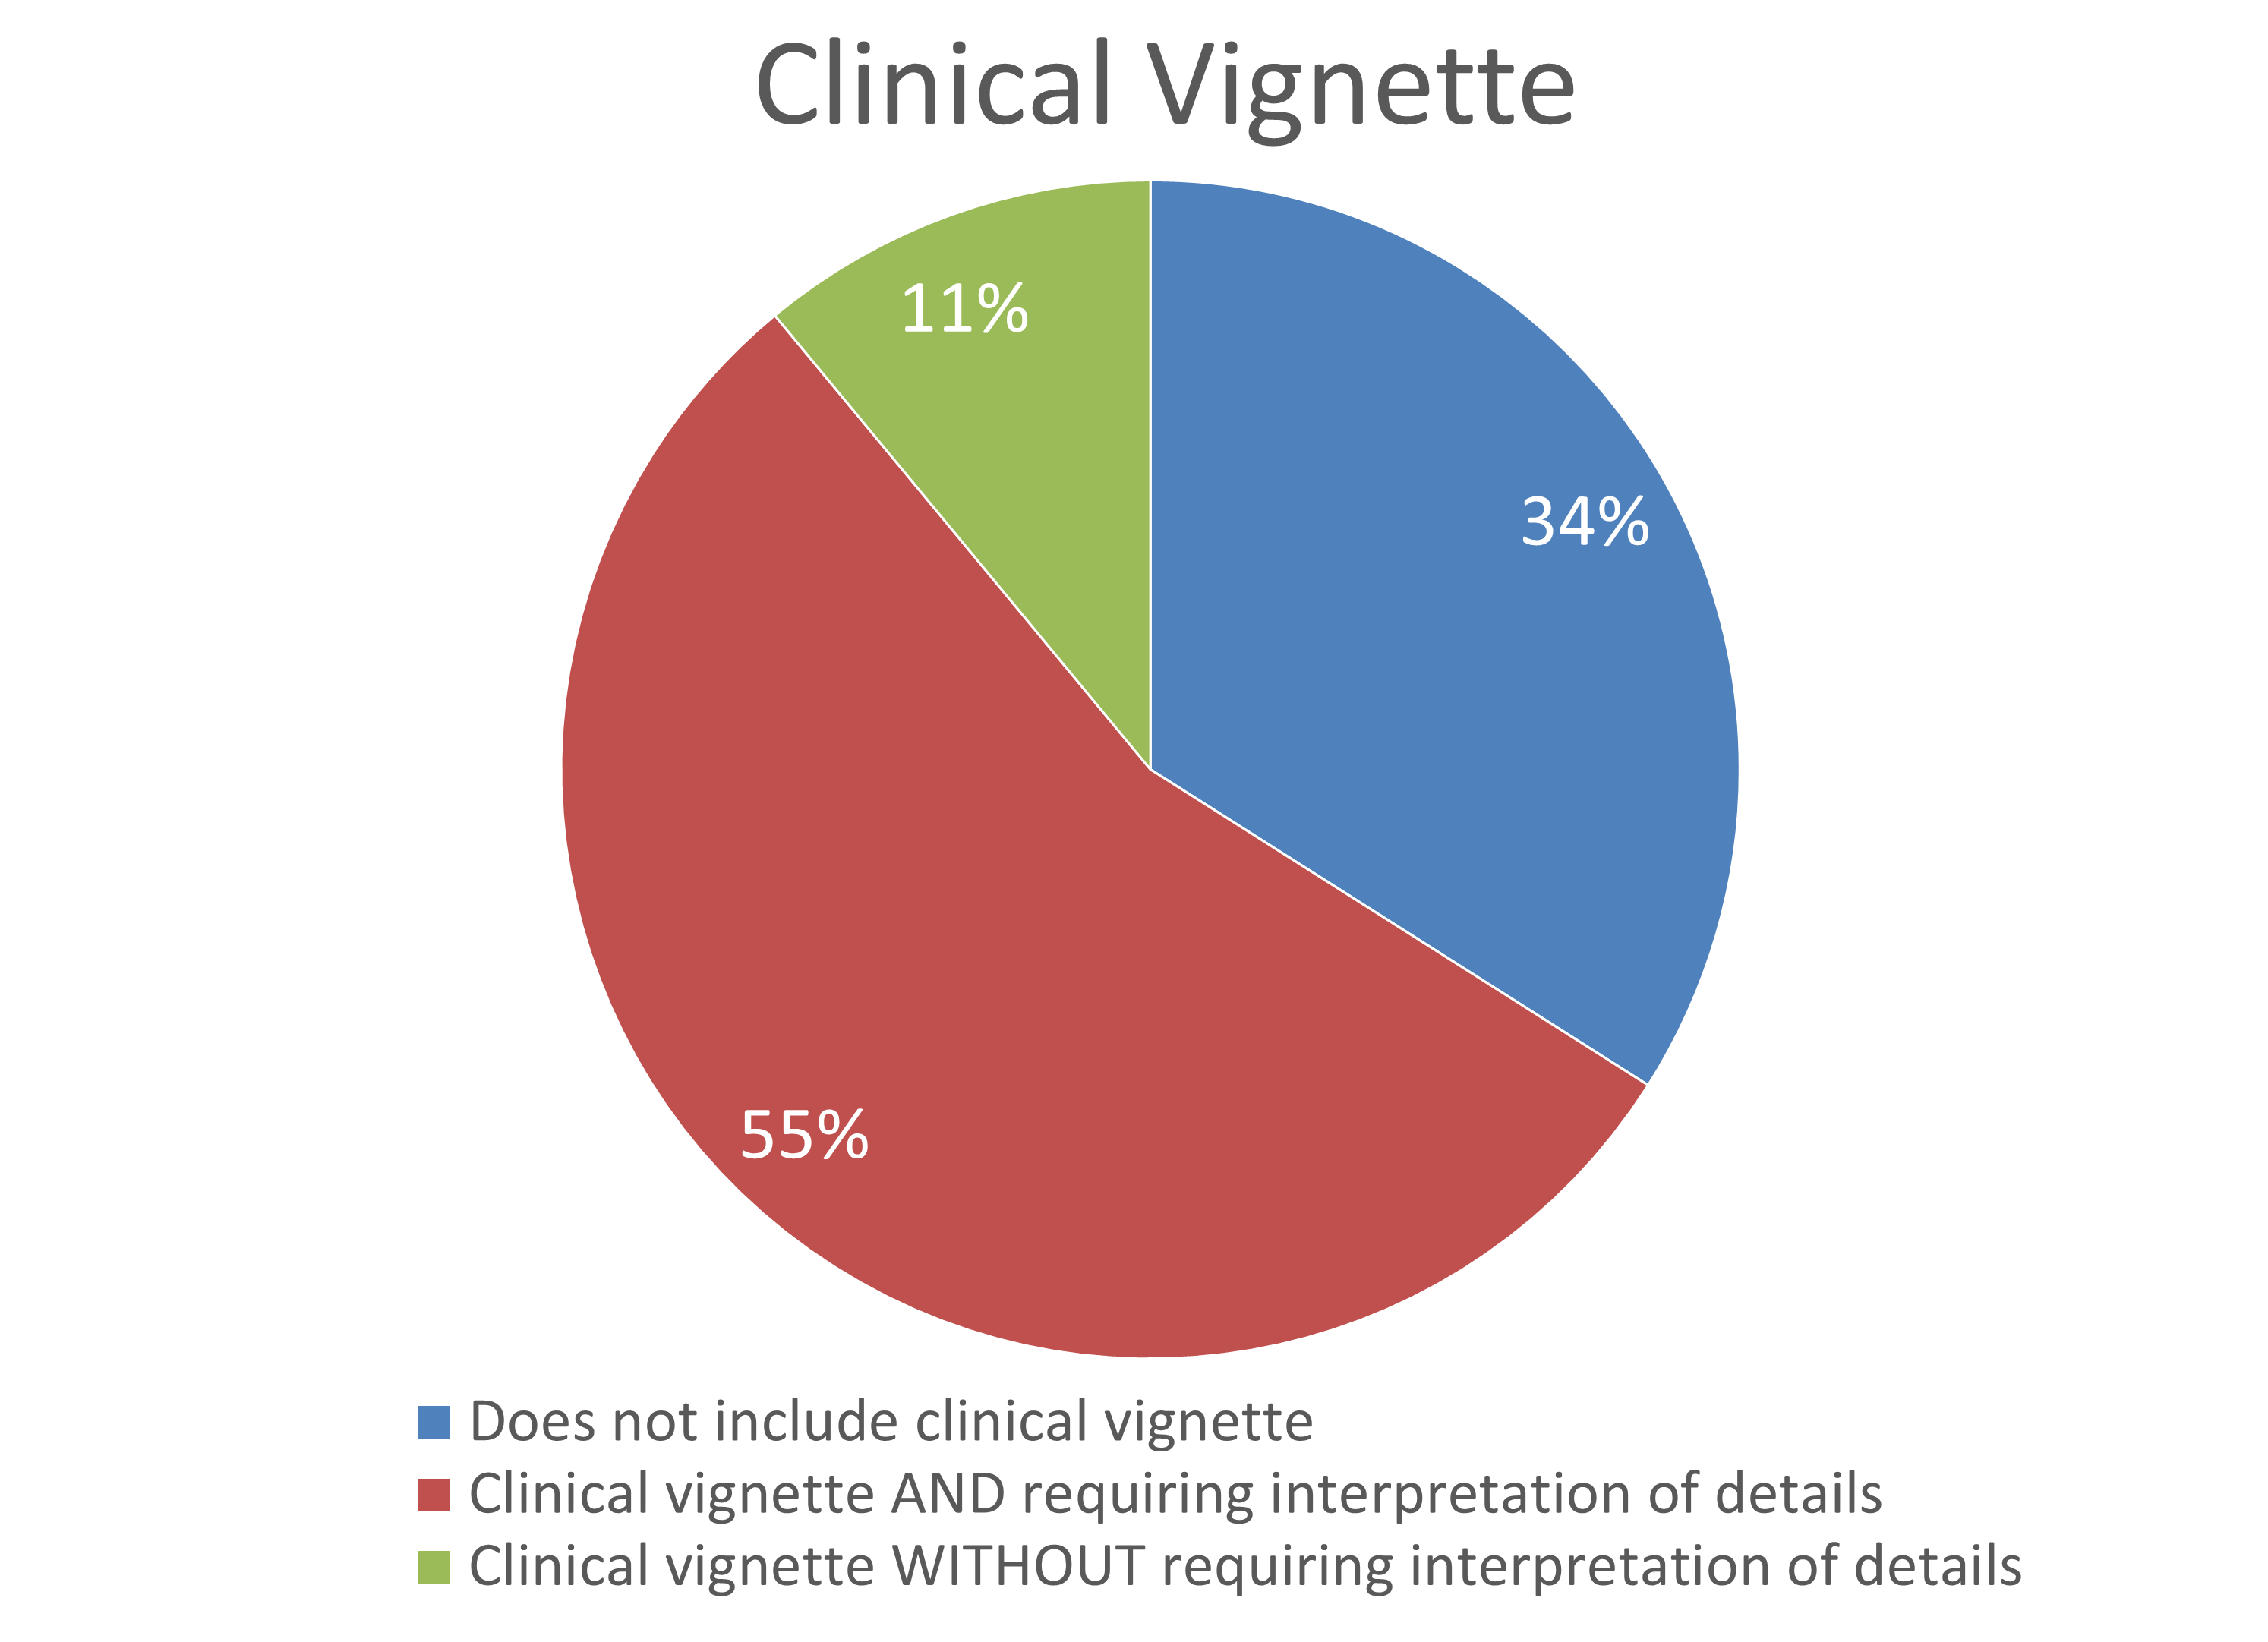 Clinical Vignette
11%
34%
55%
Does not include clinical vignette
Clinical vignette AND requiring interpretation of details
Clinical vignette WITHOUT requiring interpretation of details